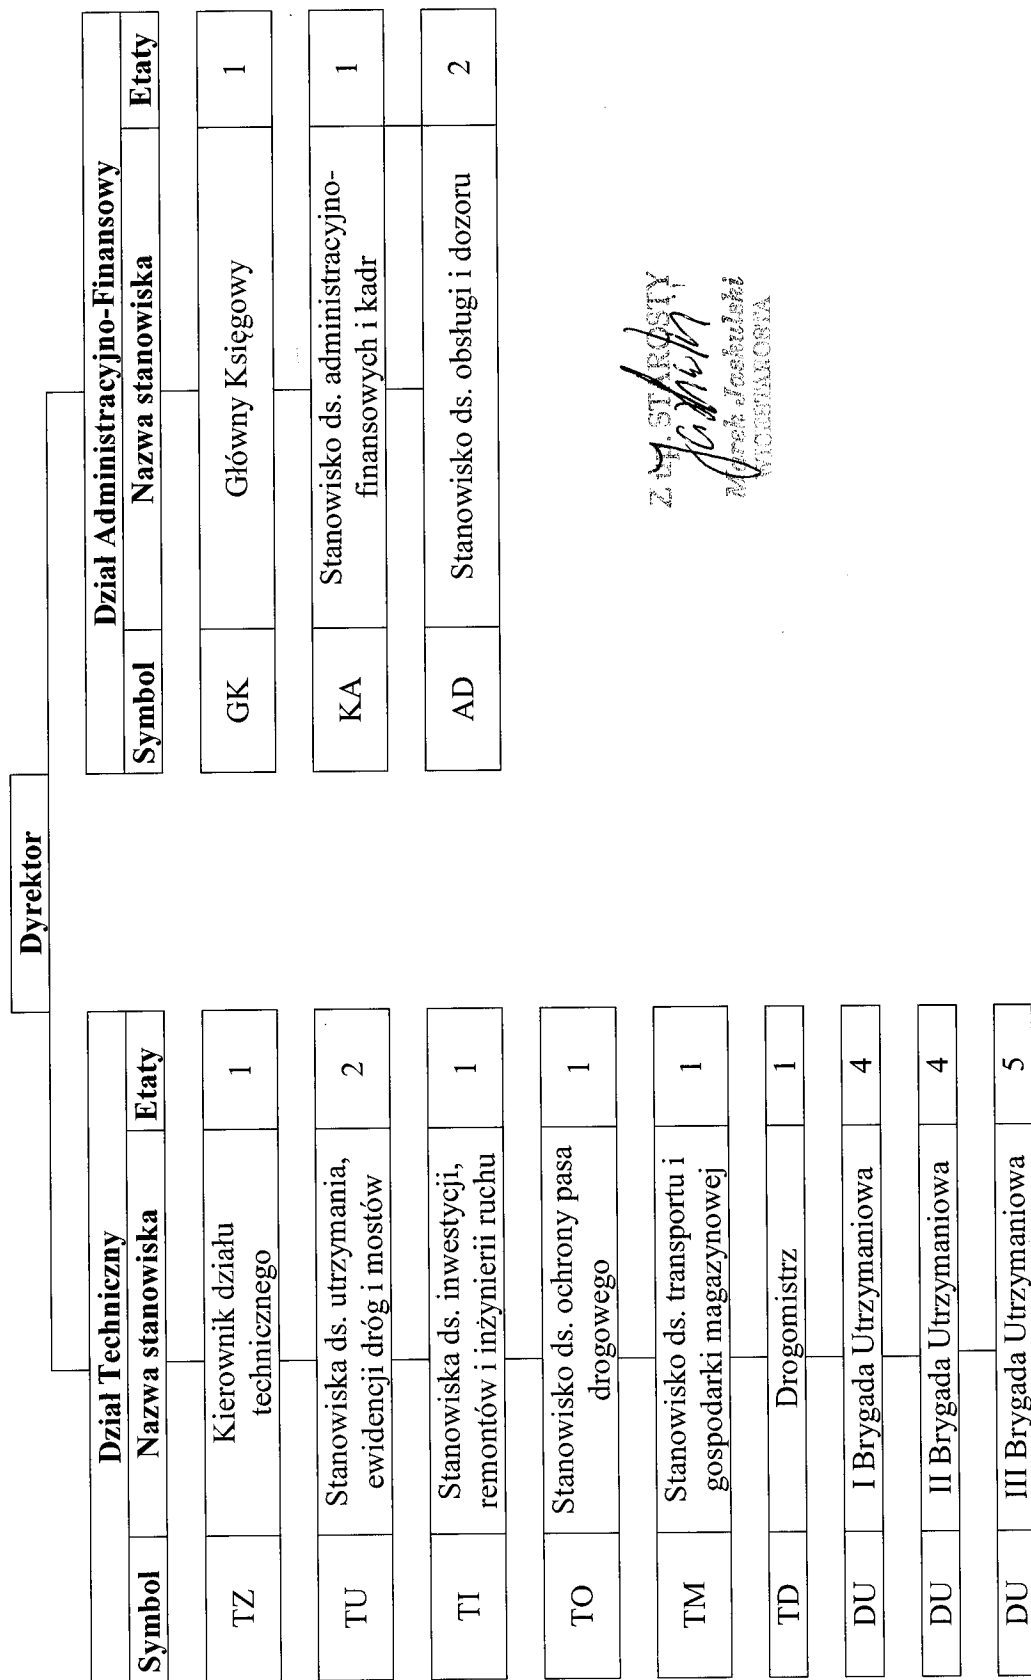 Dyrektor
Dział Techniczny
Symbol Nazwa stanowiska Etaty
TZ Kierownik działu technicznego 1
TU Stanowiska ds. utrzymania, ewidencji dróg i mostów 2
TI Stanowiska ds. inwestycji, remontów i inżynierii ruchu 1
TO Stanowisko ds. ochrony pasa drogowego 1
TM Stanowisko ds. transportu i gospodarki magazynowej 1
TD Drogomistrz 1
DU I Brygada Utrzymaniowa 4
DU II Brygada Utrzymaniowa 4
DU III Brygada Utrzymaniowa 5
Dział Administracyjno-Finansowy
Symbol Nazwa stanowiska Etaty
GK Główny Księgowy 1
KA Stanowisko ds. administracyjno-
finansowych i kadr 1
AD Stanowisko ds. obsługi i dozoru 2
Z up. STAROSTY
Marek Jaskulski
WICESTAROSTA